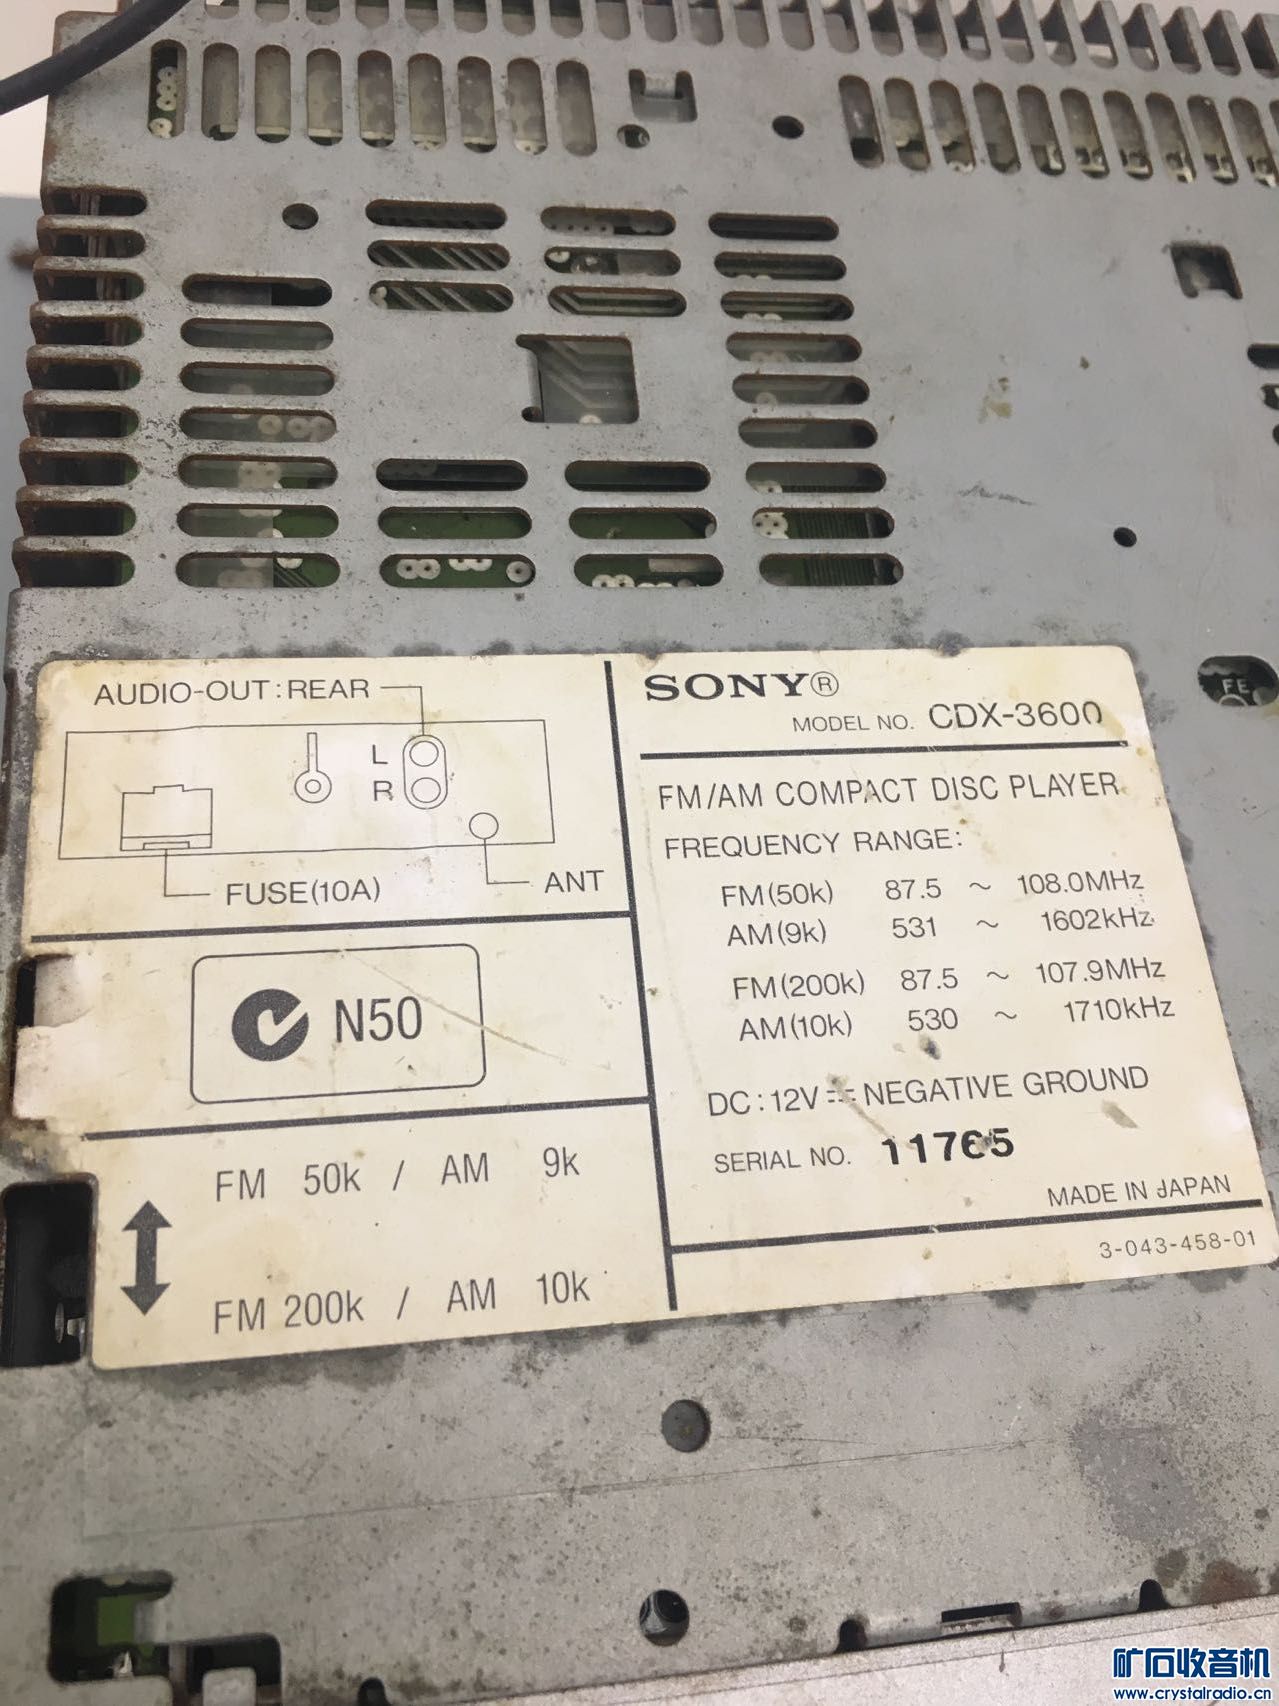 AUDIO-OUT:REAR
L
R
FUSE(10A)
ANT
N50
FM 50k / AM 9k
FM 200k / AM 10k
SONY®
MODEL NO. CDX-3600
FM/AM COMPACT DISC PLAYER
FREQUENCY RANGE:
FM(50k) 87.5 ~ 108.0MHz
AM(9k) 531 ~ 1602kHz
FM(200k) 87.5 ~ 107.9MHz
AM(10k) 530 ~ 1710kHz
DC:12V ⎓ NEGATIVE GROUND
SERIAL NO. 11765
MADE IN JAPAN
3-043-458-01
FE
矿石收音机
www.crystalradio.cn